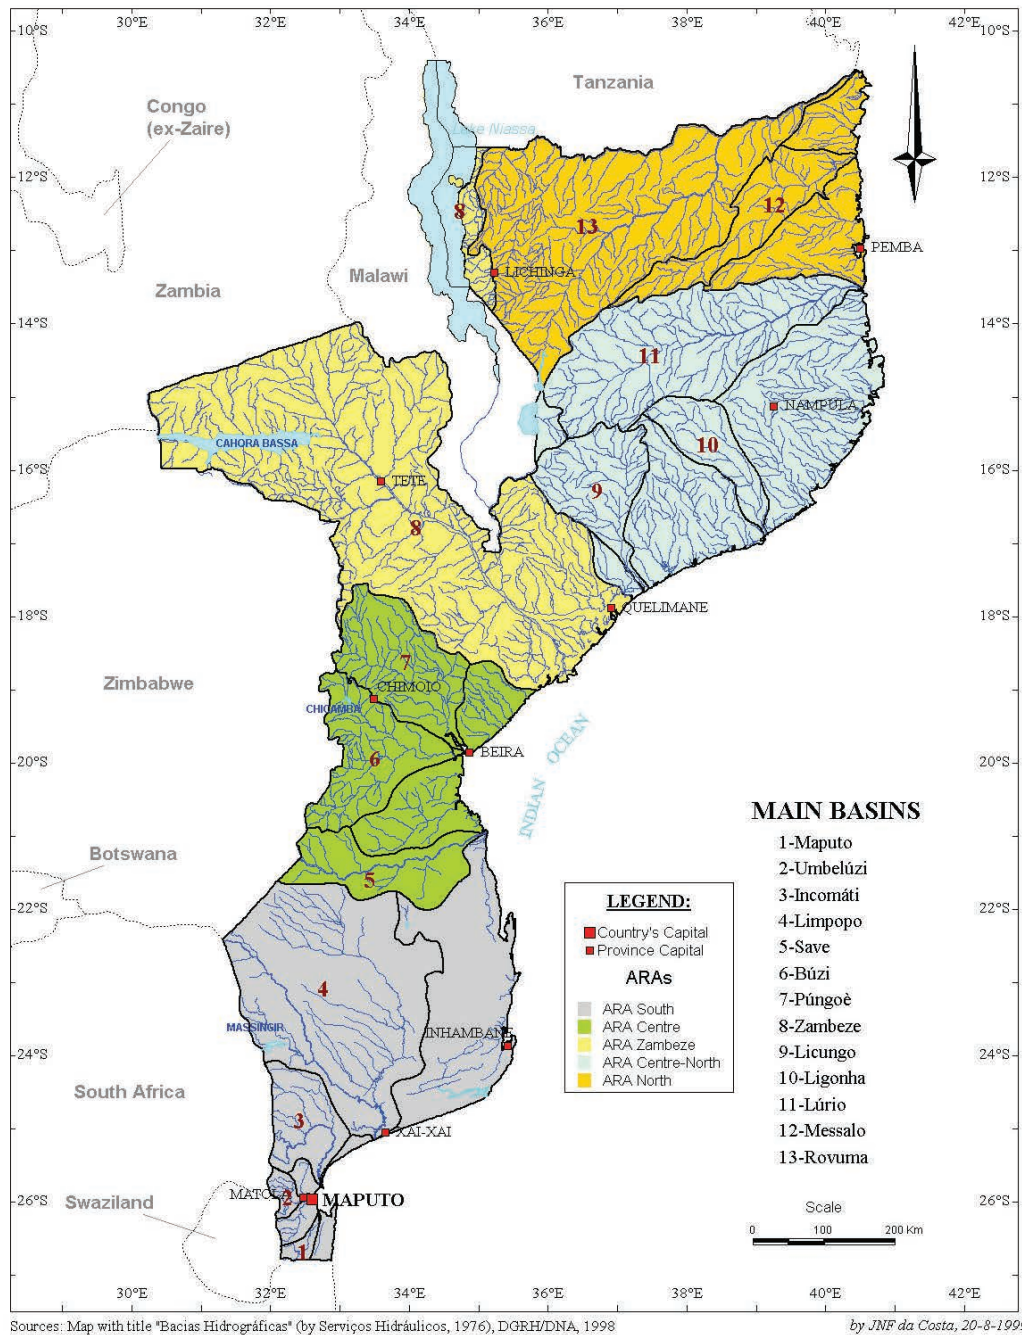 30°E 32°E 34°E 36°E 38°E 40°E 42°E
10°S 10°S
Tanzania
Congo
(ex-Zaire)
Lake Niassa
12°S 12°S
8 13 12
PEMBA
Malawi
LICHINGA
Zambia
14°S 14°S
11
NAMPULA
CAHORA BASSA
10
16°S 16°S
TETE
9
8
QUELIMANE
18°S 18°S
7
Zimbabwe
CHIMOIO
CHICAMBA
BEIRA
6
INDIAN OCEAN
20°S 20°S
MAIN BASINS
1-Maputo
2-Umbelúzi
3-Incomáti
4-Limpopo
5-Save
6-Búzi
7-Púngoè
8-Zambeze
9-Licungo
10-Ligonha
11-Lúrio
12-Messalo
13-Rovuma
Botswana
5
22°S 22°S
LEGEND:
Country's Capital
Province Capital
ARAs
ARA South
ARA Centre
ARA Zambeze
ARA Centre-North
ARA North
4
MASSINGIR
INHAMBANE
24°S 24°S
South Africa
3
XAI-XAI
Swaziland
MATOLA
2
MAPUTO
26°S 26°S
1
Scale
0 100 200 Km
30°E 32°E 34°E 36°E 38°E 40°E 42°E
Sources: Map with title "Bacias Hidrográficas" (by Serviços Hidráulicos, 1976), DGRH/DNA, 1998
by JNF da Costa, 20-8-199